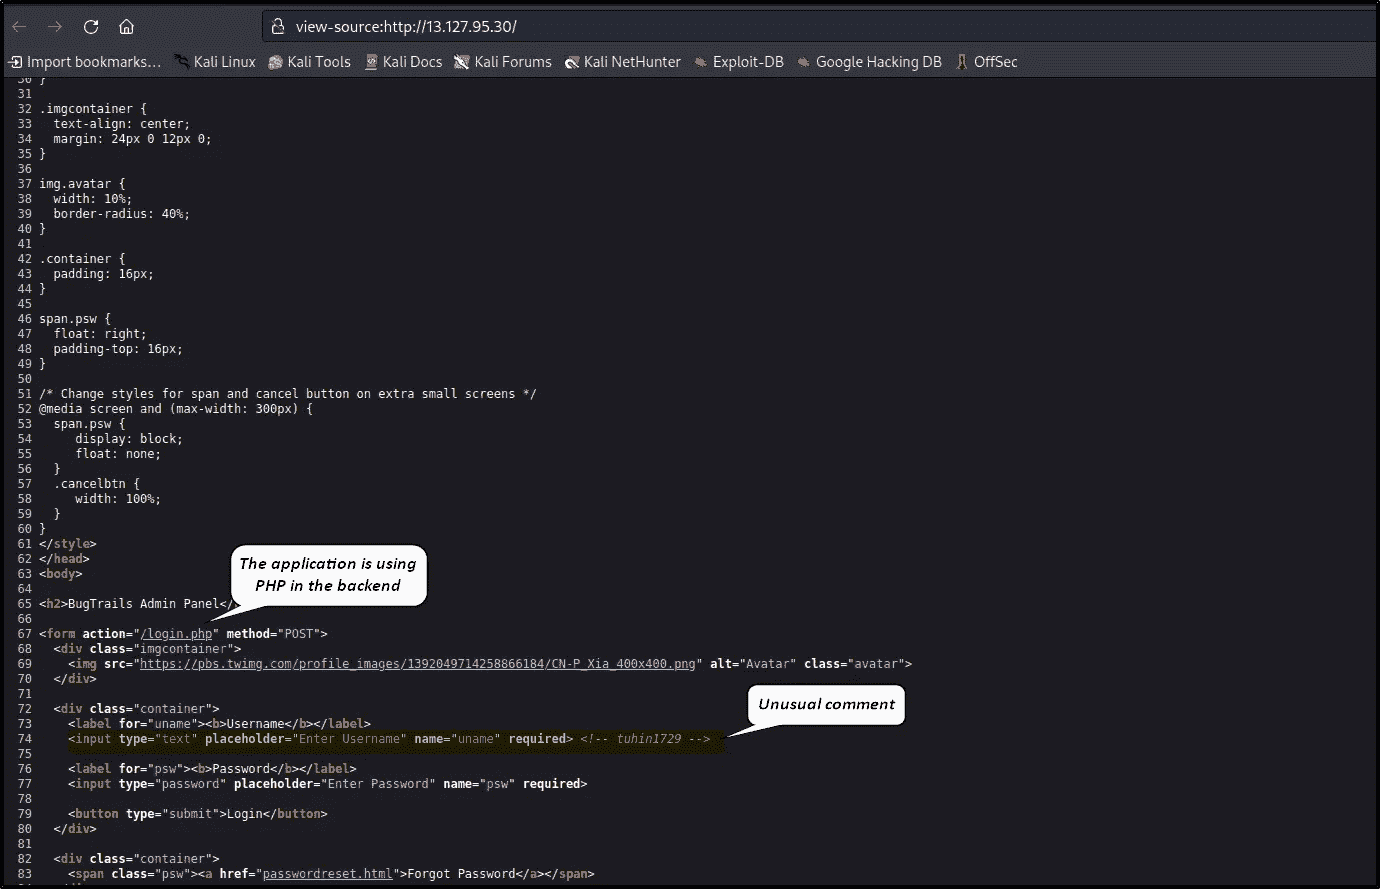 view-source:http://13.127.95.30/
Import bookmarks... Kali Linux Kali Tools Kali Docs Kali Forums Kali NetHunter Exploit-DB Google Hacking DB OffSec
30 }
31
32 .imgcontainer {
33 text-align: center;
34 margin: 24px 0 12px 0;
35 }
36
37 img.avatar {
38 width: 10%;
39 border-radius: 40%;
40 }
41
42 .container {
43 padding: 16px;
44 }
45
46 span.psw {
47 float: right;
48 padding-top: 16px;
49 }
50
51 /* Change styles for span and cancel button on extra small screens */
52 @media screen and (max-width: 300px) {
53 span.psw {
54 display: block;
55 float: none;
56 }
57 .cancelbtn {
58 width: 100%;
59 }
60 }
61 </style>
62 </head>
63 <body>
The application is using
PHP in the backend
64
65 <h2>BugTrails Admin Panel</
66
67 <form action="/login.php" method="POST">
68 <div class="imgcontainer">
69 <img src="https://pbs.twimg.com/profile_images/1392049714258866184/CN-P_Xia_400x400.png" alt="Avatar" class="avatar">
70 </div>
71
Unusual comment
72 <div class="container">
73 <label for="uname"><b>Username</b></label>
74 <input type="text" placeholder="Enter Username" name="uname" required> <!-- tuhin1729 -->
75
76 <label for="psw"><b>Password</b></label>
77 <input type="password" placeholder="Enter Password" name="psw" required>
78
79 <button type="submit">Login</button>
80 </div>
81
82 <div class="container">
83 <span class="psw"><a href="passwordreset.html">Forgot Password</a></span>